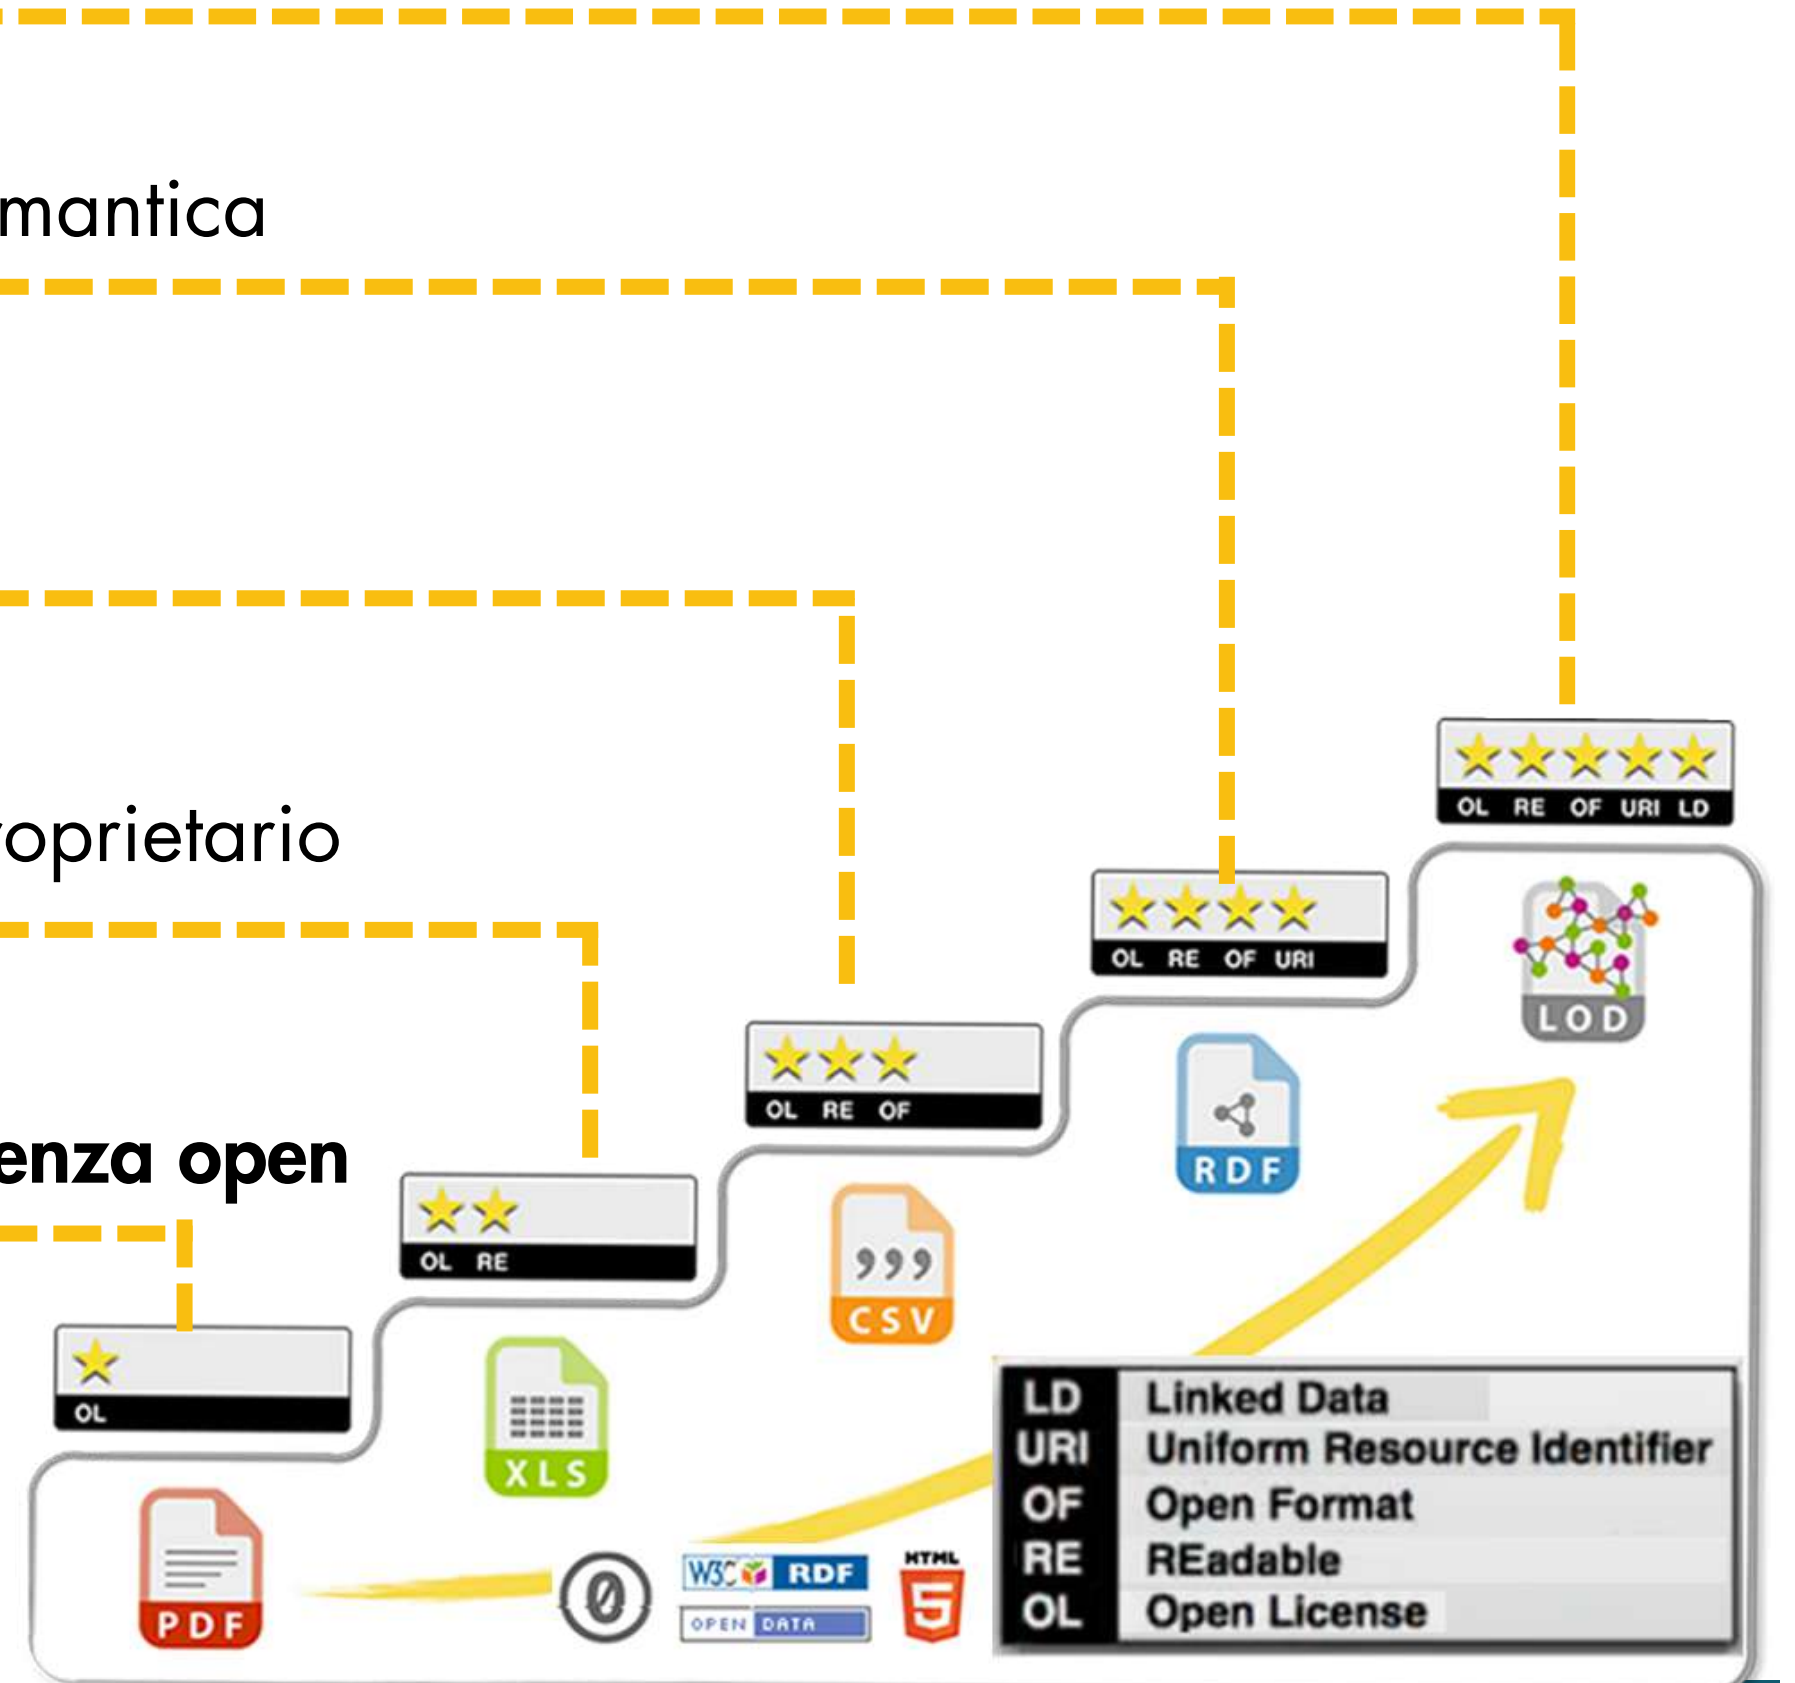 mantica
roprietario
enza open
OL RE OF URI LD
OL RE OF URI
LOD
OL RE OF
RDF
OL RE
CSV
OL
XLS
PDF
W3C RDF
OPEN DATA
HTML
5
LD Linked Data
URI Uniform Resource Identifier
OF Open Format
RE REadable
OL Open License